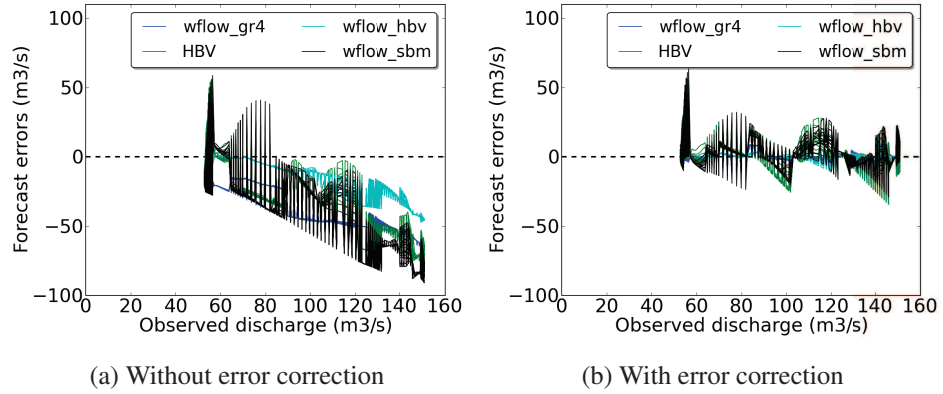 100
50
0
−50
−100
Forecast errors (m3/s)
wflow_gr4
HBV
wflow_hbv
wflow_sbm
0 20 40 60 80 100 120 140 160
Observed discharge (m3/s)
(a) Without error correction
100
50
0
−50
−100
Forecast errors (m3/s)
wflow_gr4
HBV
wflow_hbv
wflow_sbm
0 20 40 60 80 100 120 140 160
Observed discharge (m3/s)
(b) With error correction